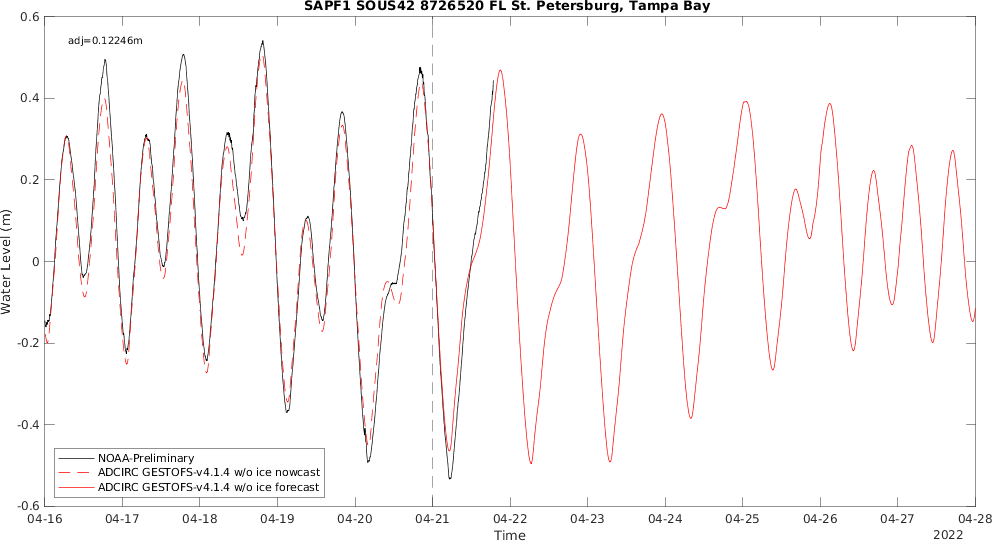 SAPF1 SOUS42 8726520 FL St. Petersburg, Tampa Bay
adj=0.12246m
0.6
0.4
0.2
0
-0.2
-0.4
-0.6
Water Level (m)
NOAA-Preliminary
ADCIRC GESTOFS-v4.1.4 w/o ice nowcast
ADCIRC GESTOFS-v4.1.4 w/o ice forecast
04-16 04-17 04-18 04-19 04-20 04-21 04-22 04-23 04-24 04-25 04-26 04-27 04-28
Time
2022